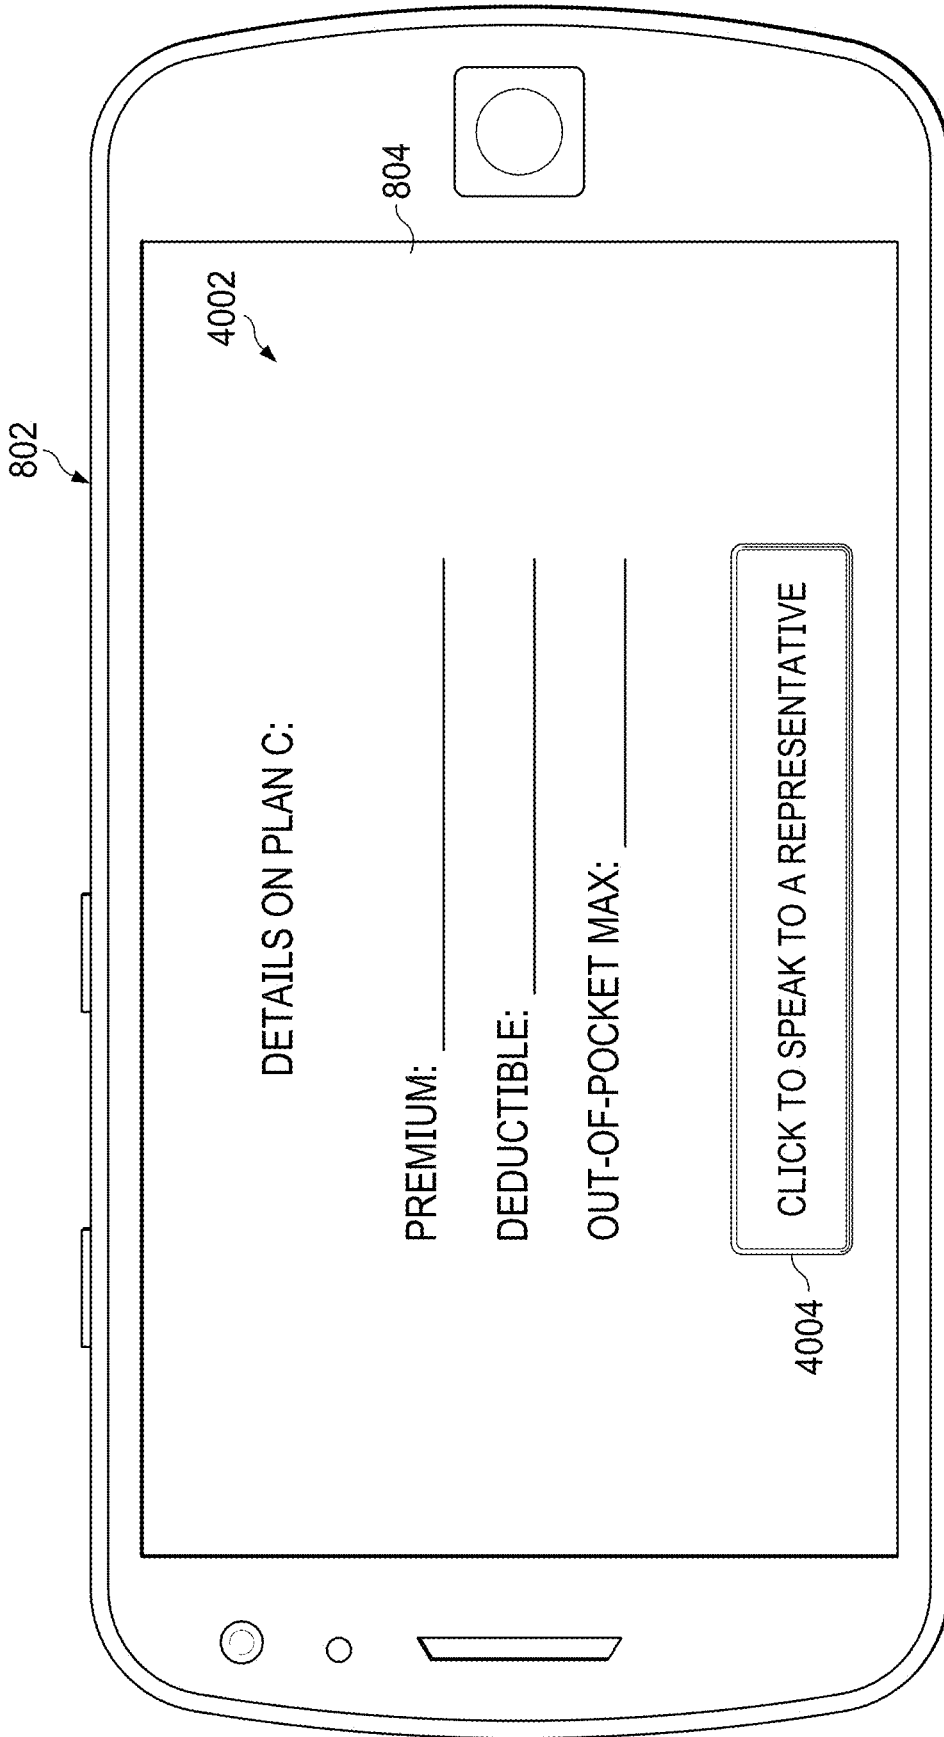 802
804
4002
DETAILS ON PLAN C:
PREMIUM:
DEDUCTIBLE:
OUT-OF-POCKET MAX:
CLICK TO SPEAK TO A REPRESENTATIVE
4004